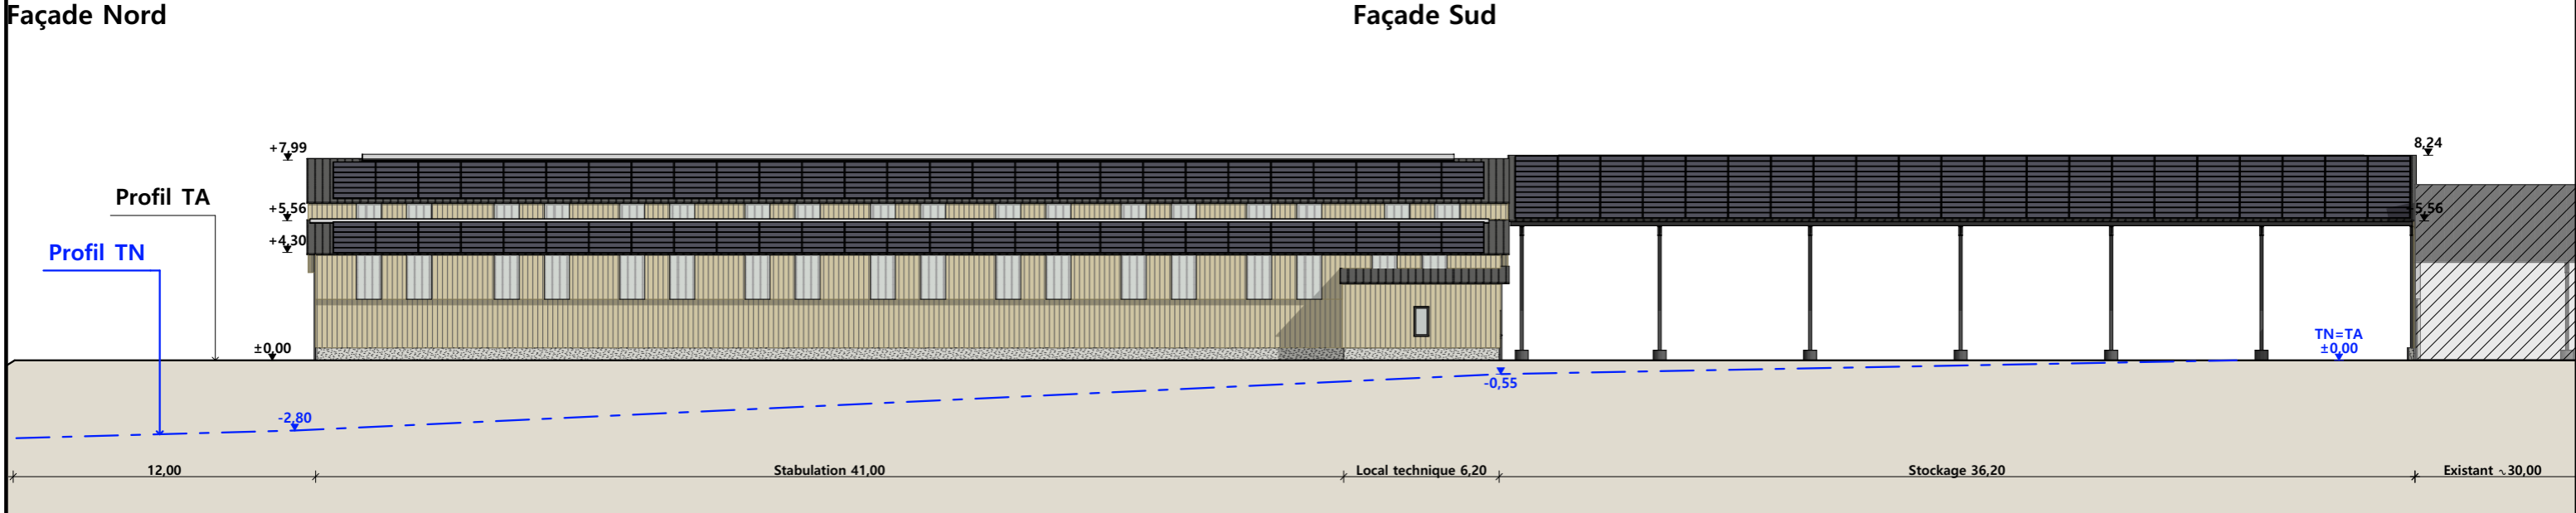 Façade Nord
Façade Sud
+7,99
8,24
Profil TA
+5,56
5,56
+4,30
Profil TN
±0,00
TN=TA
±0,00
-0,55
-2,80
12,00
Stabulation 41,00
Local technique 6,20
Stockage 36,20
Existant ~30,00